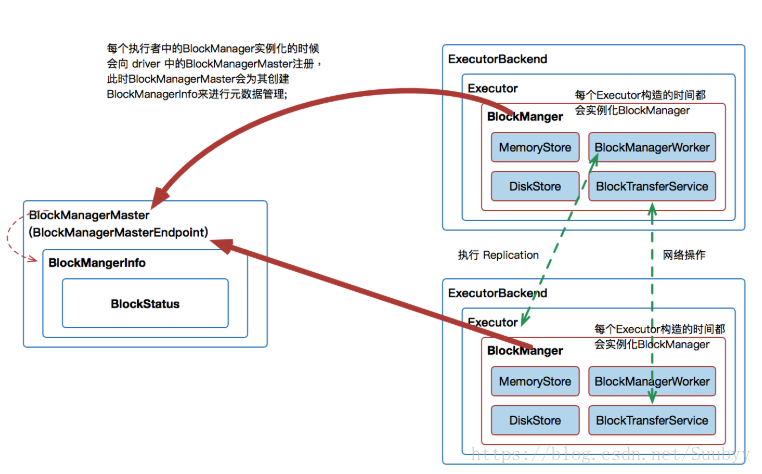 每个执行者中的BlockManager实例化的时候
会向 driver 中的BlockManagerMaster注册，
此时BlockManagerMaster会为其创建
BlockManagerInfo来进行元数据管理;
BlockManagerMaster
(BlockManagerMasterEndpoint)
BlockMangerInfo
BlockStatus
ExecutorBackend
Executor
每个Executor构造的时间都
会实例化BlockManager
BlockManger
MemoryStore
BlockManagerWorker
DiskStore
BlockTransferService
执行 Replication
网络操作
ExecutorBackend
Executor
每个Executor构造的时间都
会实例化BlockManager
BlockManger
MemoryStore
BlockManagerWorker
DiskStore
BlockTransferService
https://blog.csdn.net/Suubyy